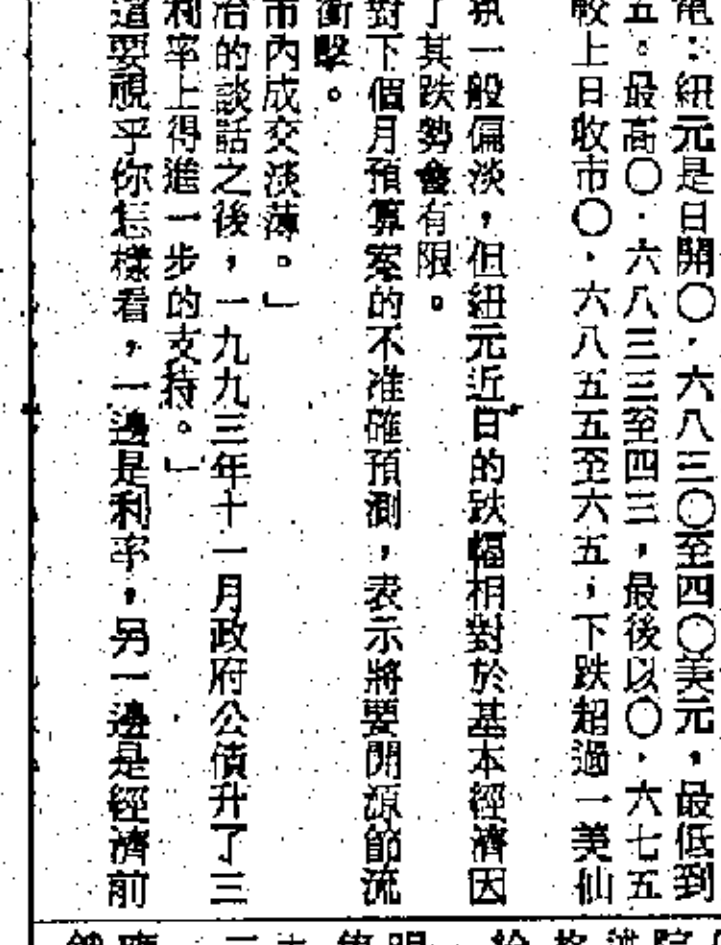 電：紐元是日開〇．六八三〇至四〇美元，最低到
五。最高〇．六八三三至四三，最後以〇．六七五
較上日收市〇．六八五五至六五，下跌超過一美仙
氛一般偏淡，但紐元近日的跌幅相對於基本經濟因
了其跌勢會有限。
對下個月預算案的不准確預測，表示將要開源節流
衝擊。
市內成交淡薄。」
治的談話之後，一九九三年十一月政府公債升了三
利率上得進一步的支持。」
這要視乎你怎樣看，一邊是利率，另一邊是經濟前